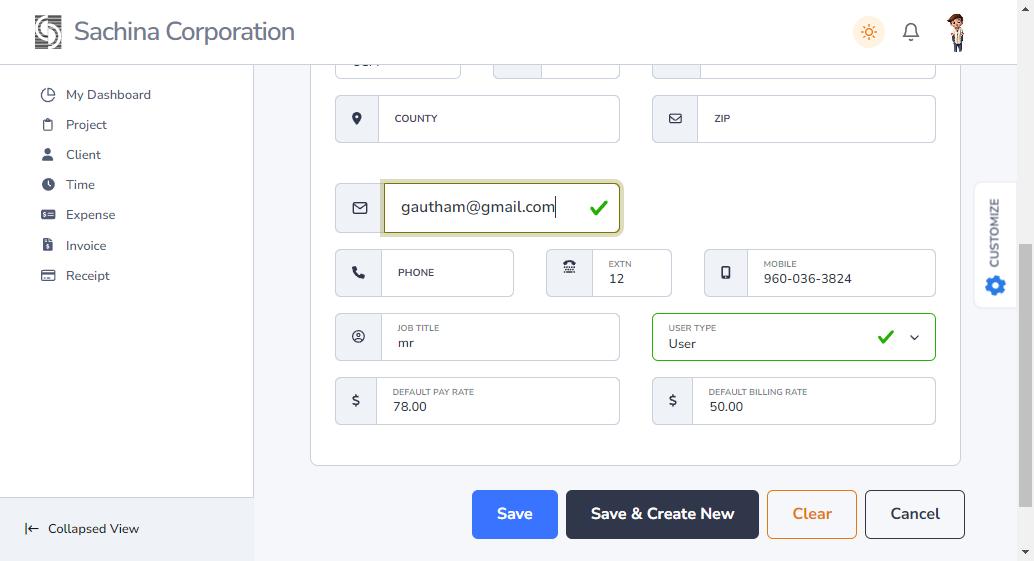 Sachina Corporation
My Dashboard
Project
Client
Time
Expense
Invoice
Receipt
Collapsed View
COUNTY
ZIP
gautham@gmail.com
PHONE
EXTN
12
MOBILE
960-036-3824
JOB TITLE
mr
USER TYPE
User
DEFAULT PAY RATE
78.00
DEFAULT BILLING RATE
50.00
Save
Save & Create New
Clear
Cancel
CUSTOMIZE